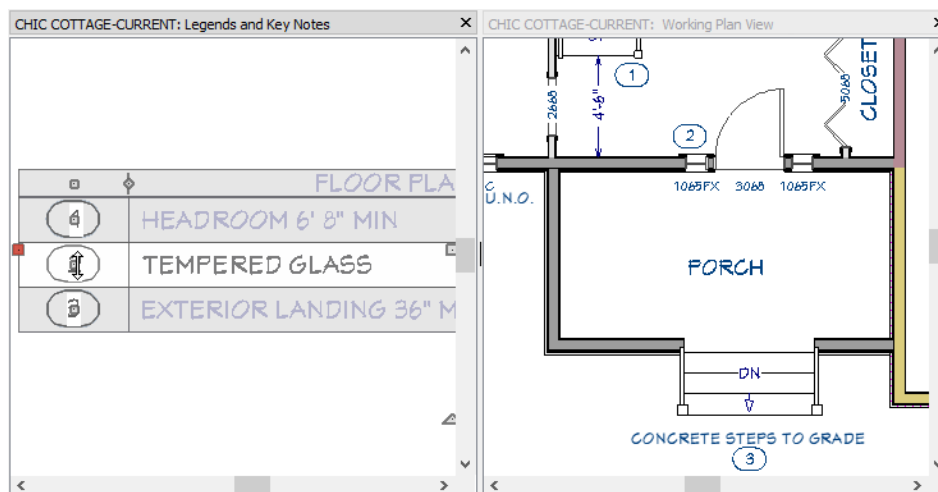 CHIC COTTAGE-CURRENT: Legends and Key Notes
FLOOR PLA
HEADROOM 6' 8" MIN
TEMPERED GLASS
3 EXTERIOR LANDING 36" M
CHIC COTTAGE-CURRENT: Working Plan View
1
2668
4'-6"
5068
CLOSET
2
C
U.N.O.
1065FX 3068 1065FX
PORCH
DN
CONCRETE STEPS TO GRADE
3